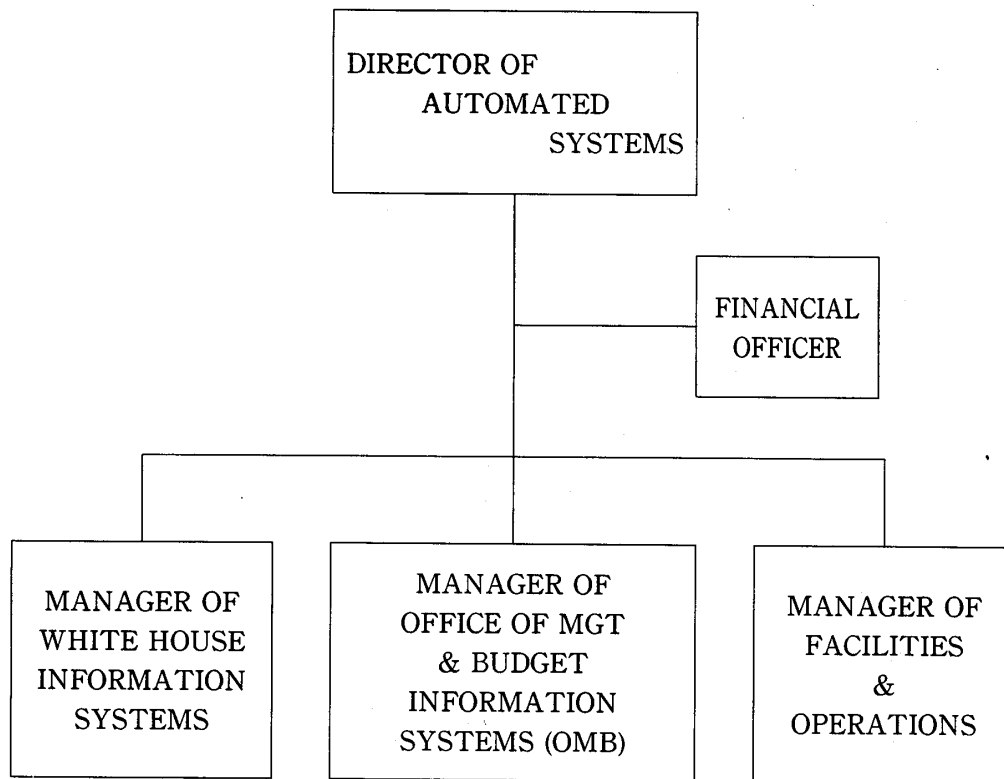 DIRECTOR OF
AUTOMATED
SYSTEMS
FINANCIAL
OFFICER
MANAGER OF
WHITE HOUSE
INFORMATION
SYSTEMS
MANAGER OF
OFFICE OF MGT
& BUDGET
INFORMATION
SYSTEMS (OMB)
MANAGER OF
FACILITIES
&
OPERATIONS